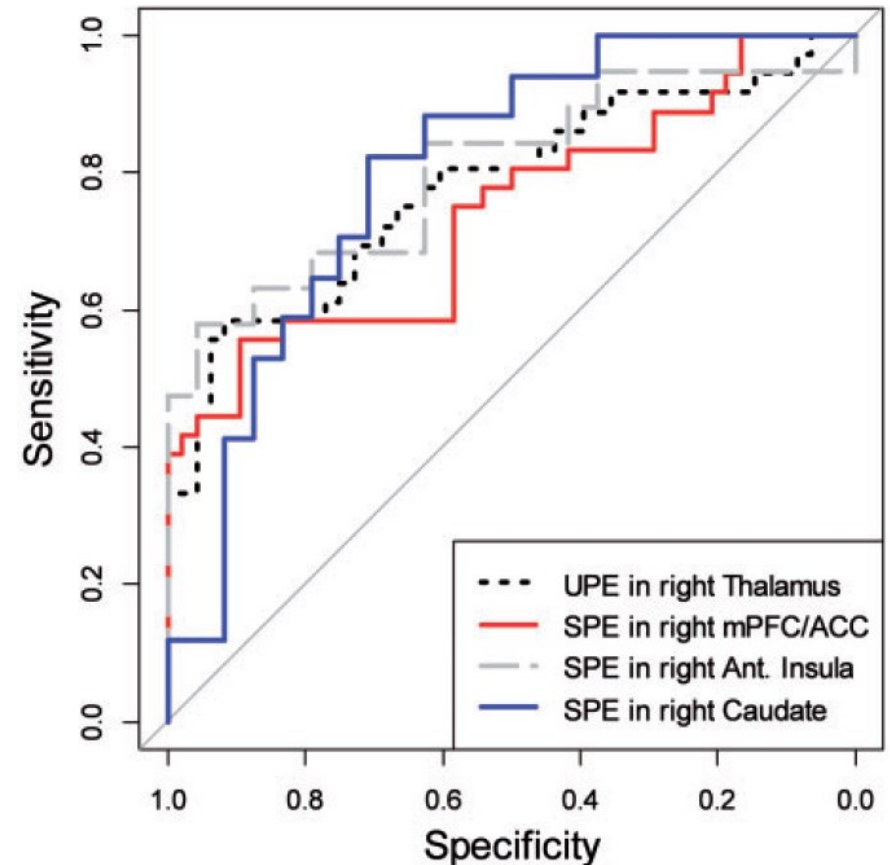 1.0
0.8
0.6
0.4
0.2
0.0
Sensitivity
UPE in right Thalamus
SPE in right mPFC/ACC
SPE in right Ant. Insula
SPE in right Caudate
1.0 0.8 0.6 0.4 0.2 0.0
Specificity